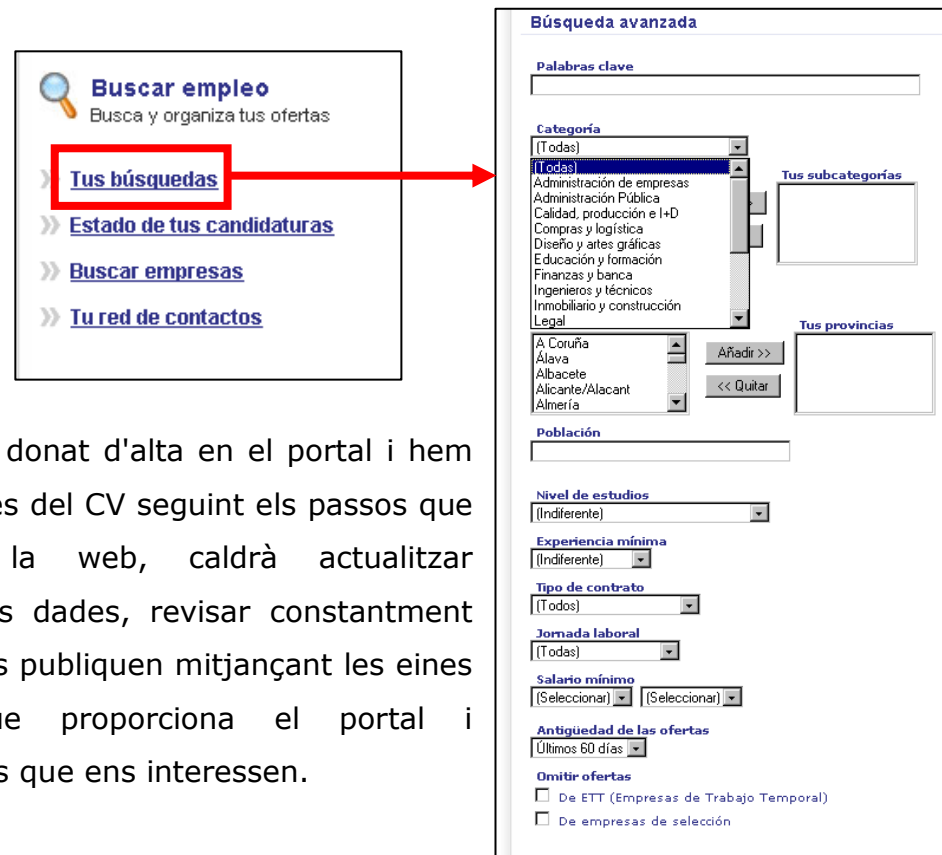 Buscar empleo
Busca y organiza tus ofertas
Tus búsquedas
Estado de tus candidaturas
Buscar empresas
Tu red de contactos
donat d'alta en el portal i hem
es del CV seguint els passos que
la web, caldrà actualitzar
s dades, revisar constantment
s publiquen mitjançant les eines
ue proporciona el portal i
s que ens interessen.
Búsqueda avanzada
Palabras clave
Categoría
(Todas)
(Todas)
Administración de empresas
Administración Pública
Calidad, producción e I+D
Compras y logística
Diseño y artes gráficas
Educación y formación
Finanzas y banca
Ingenieros y técnicos
Inmobiliario y construcción
Legal
Tus subcategorías
Tus provincias
A Coruña
Álava
Albacete
Alicante/Alacant
Almería
Añadir >>
<< Quitar
Población
Nivel de estudios
(Indiferente)
Experiencia mínima
(Indiferente)
Tipo de contrato
(Todos)
Jornada laboral
(Todas)
Salario mínimo
(Seleccionar) (Seleccionar)
Antigüedad de las ofertas
Últimos 60 días
Omitir ofertas
De ETT (Empresas de Trabajo Temporal)
De empresas de selección